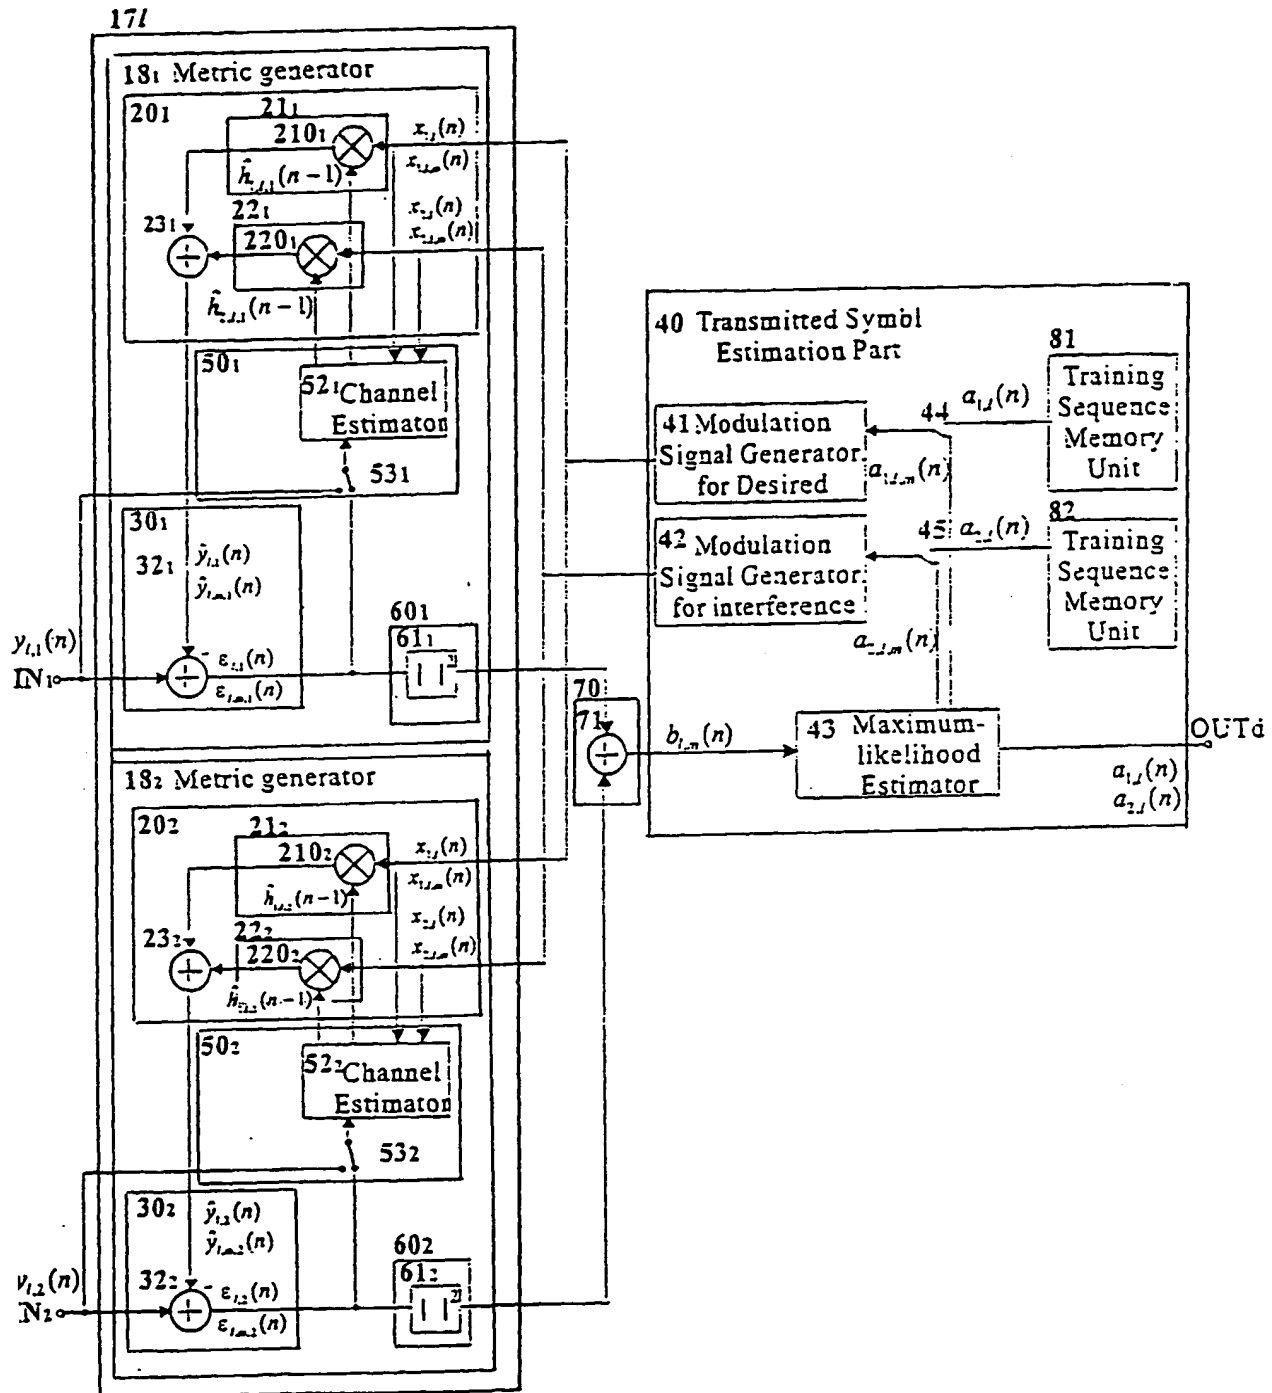 17l
18₁ Metric generator
20₁
21₁
210₁
x₁,ₗ(n)
x₁,ₗ,ₘ(n)
ĥ₁,ₗ,₁(n−1)
22₁
x₂,ₗ(n)
x₂,ₗ,ₘ(n)
23₁
220₁
ĥ₂,ₗ,₁(n−1)
50₁
52₁ Channel
Estimator
53₁
30₁
32₁
ŷₗ,₁(n)
ŷₗ,ₘ,₁(n)
yₗ,₁(n)
IN₁
-
εₗ,₁(n)
εₗ,ₘ,₁(n)
60₁
61₁
| |²
40 Transmitted Symbl
Estimation Part
81
Training
Sequence
Memory
Unit
a₁,ₗ(n)
44
41 Modulation
Signal Generator
for Desired
a₁,ₗ,ₘ(n)
82
Training
Sequence
Memory
Unit
a₂,ₗ(n)
45
42 Modulation
Signal Generator
for interference
a₂,ₗ,ₘ(n)
70
71
bₗ,ₘ(n)
43 Maximum-
likelihood
Estimator
OUTd
a₁,ₗ(n)
a₂,ₗ(n)
18₂ Metric generator
20₂
21₂
210₂
x₁,ₗ(n)
x₁,ₗ,ₘ(n)
ĥ₁,ₗ,₂(n−1)
x₂,ₗ(n)
x₂,ₗ,ₘ(n)
23₂
22₂
220₂
ĥ₂,ₗ,₂(n−1)
50₂
52₂ Channel
Estimator
53₂
30₂
32₂
ŷₗ,₂(n)
ŷₗ,ₘ,₂(n)
yₗ,₂(n)
IN₂
-
εₗ,₂(n)
εₗ,ₘ,₂(n)
60₂
61₂
| |²